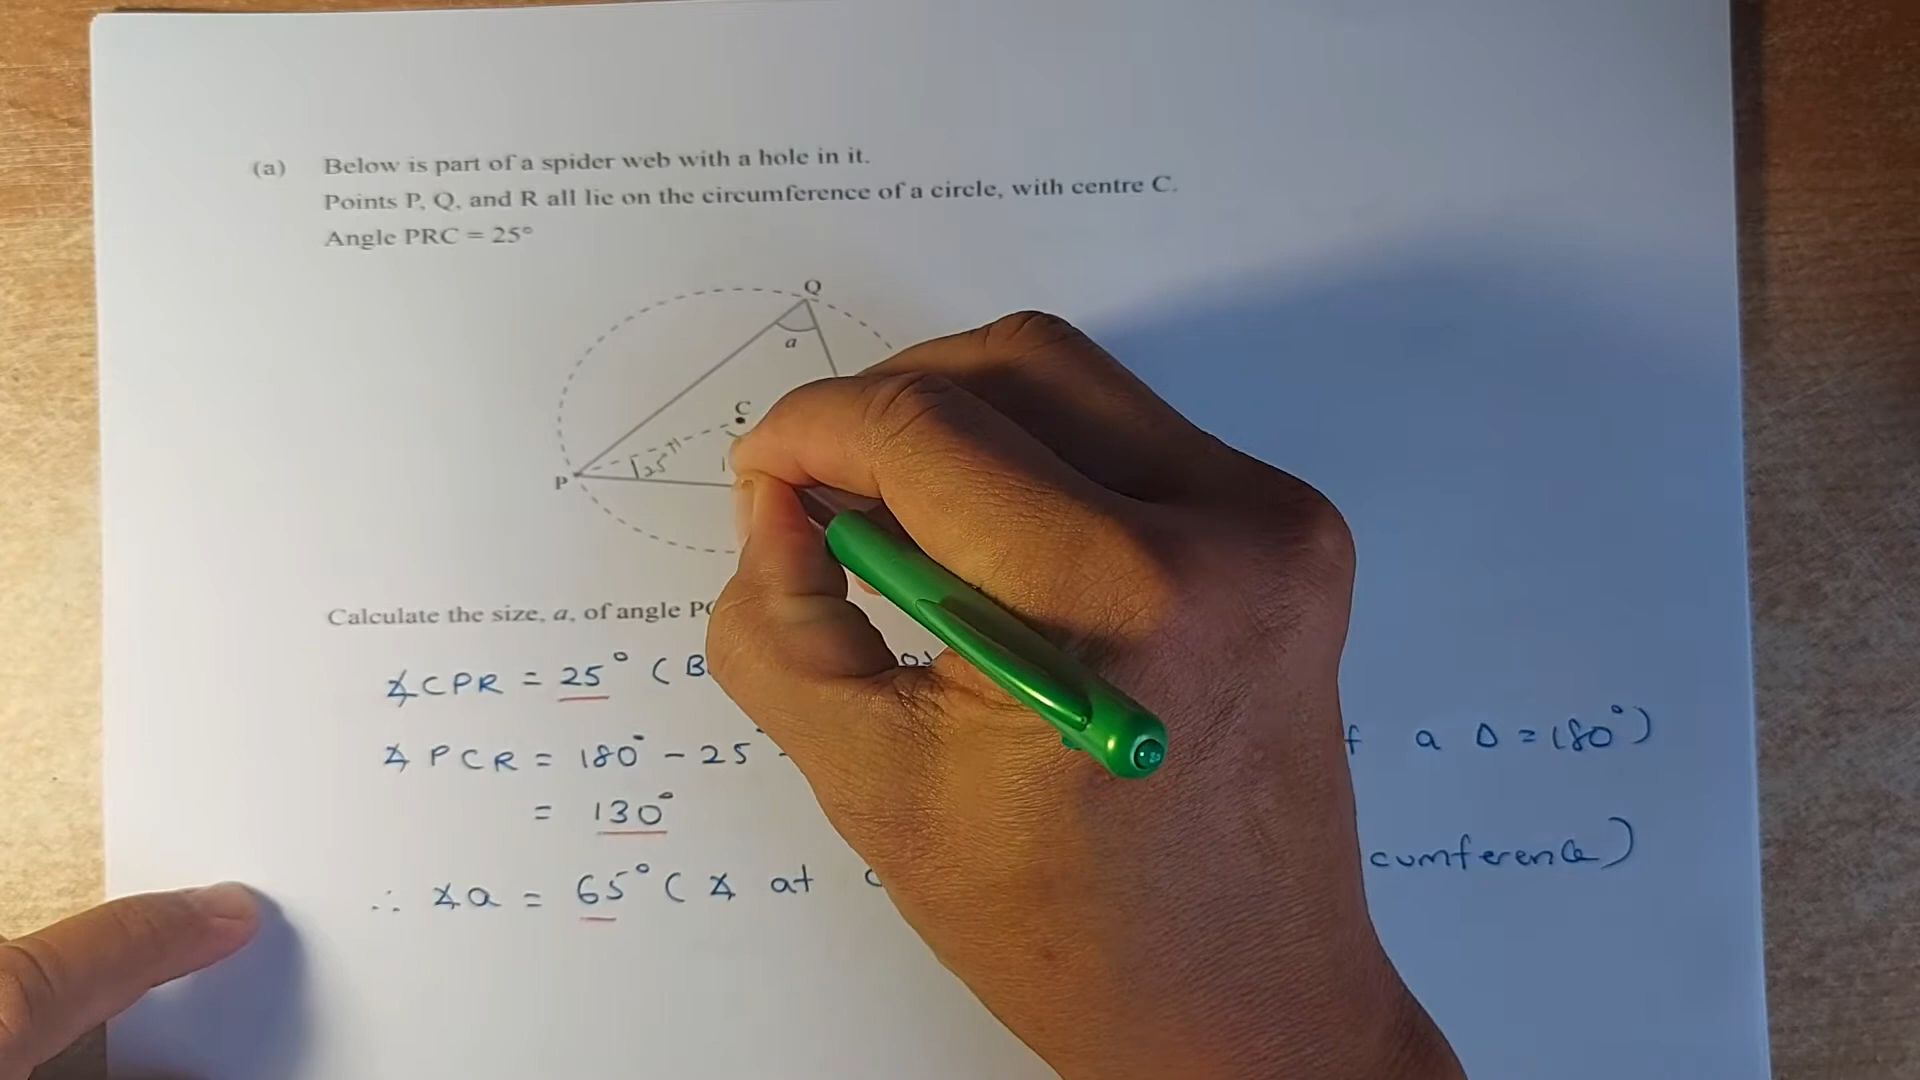 (a) Below is part of a spider web with a hole in it.
Points P, Q, and R all lie on the circumference of a circle, with centre C.
Angle PRC = 25°
Q
a
C
25
P
Calculate the size, a, of angle
∡CPR = 25° (
∡PCR = 180° - 25° a Δ = 180°)
= 130°
∴ ∡a = 65° (∡ at cumference)